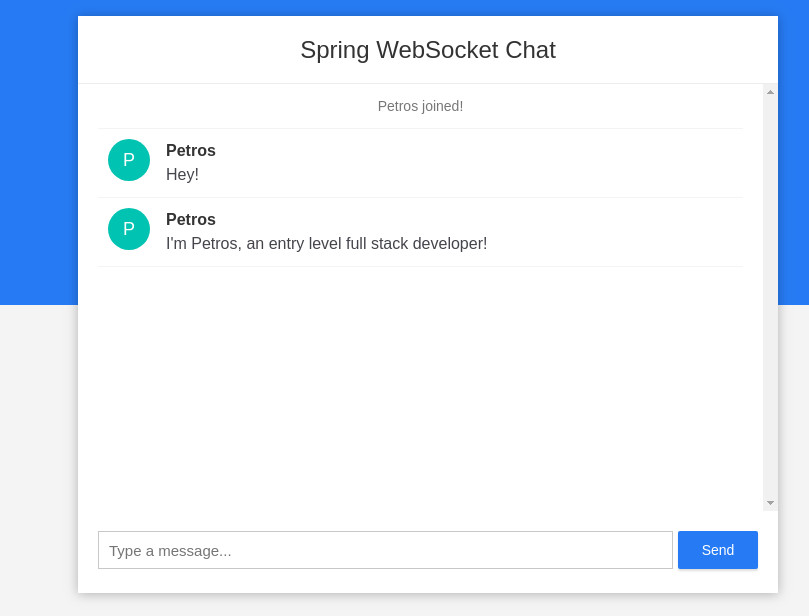 Spring WebSocket Chat
Petros joined!
P
Petros
Hey!
P
Petros
I'm Petros, an entry level full stack developer!
Type a message...
Send